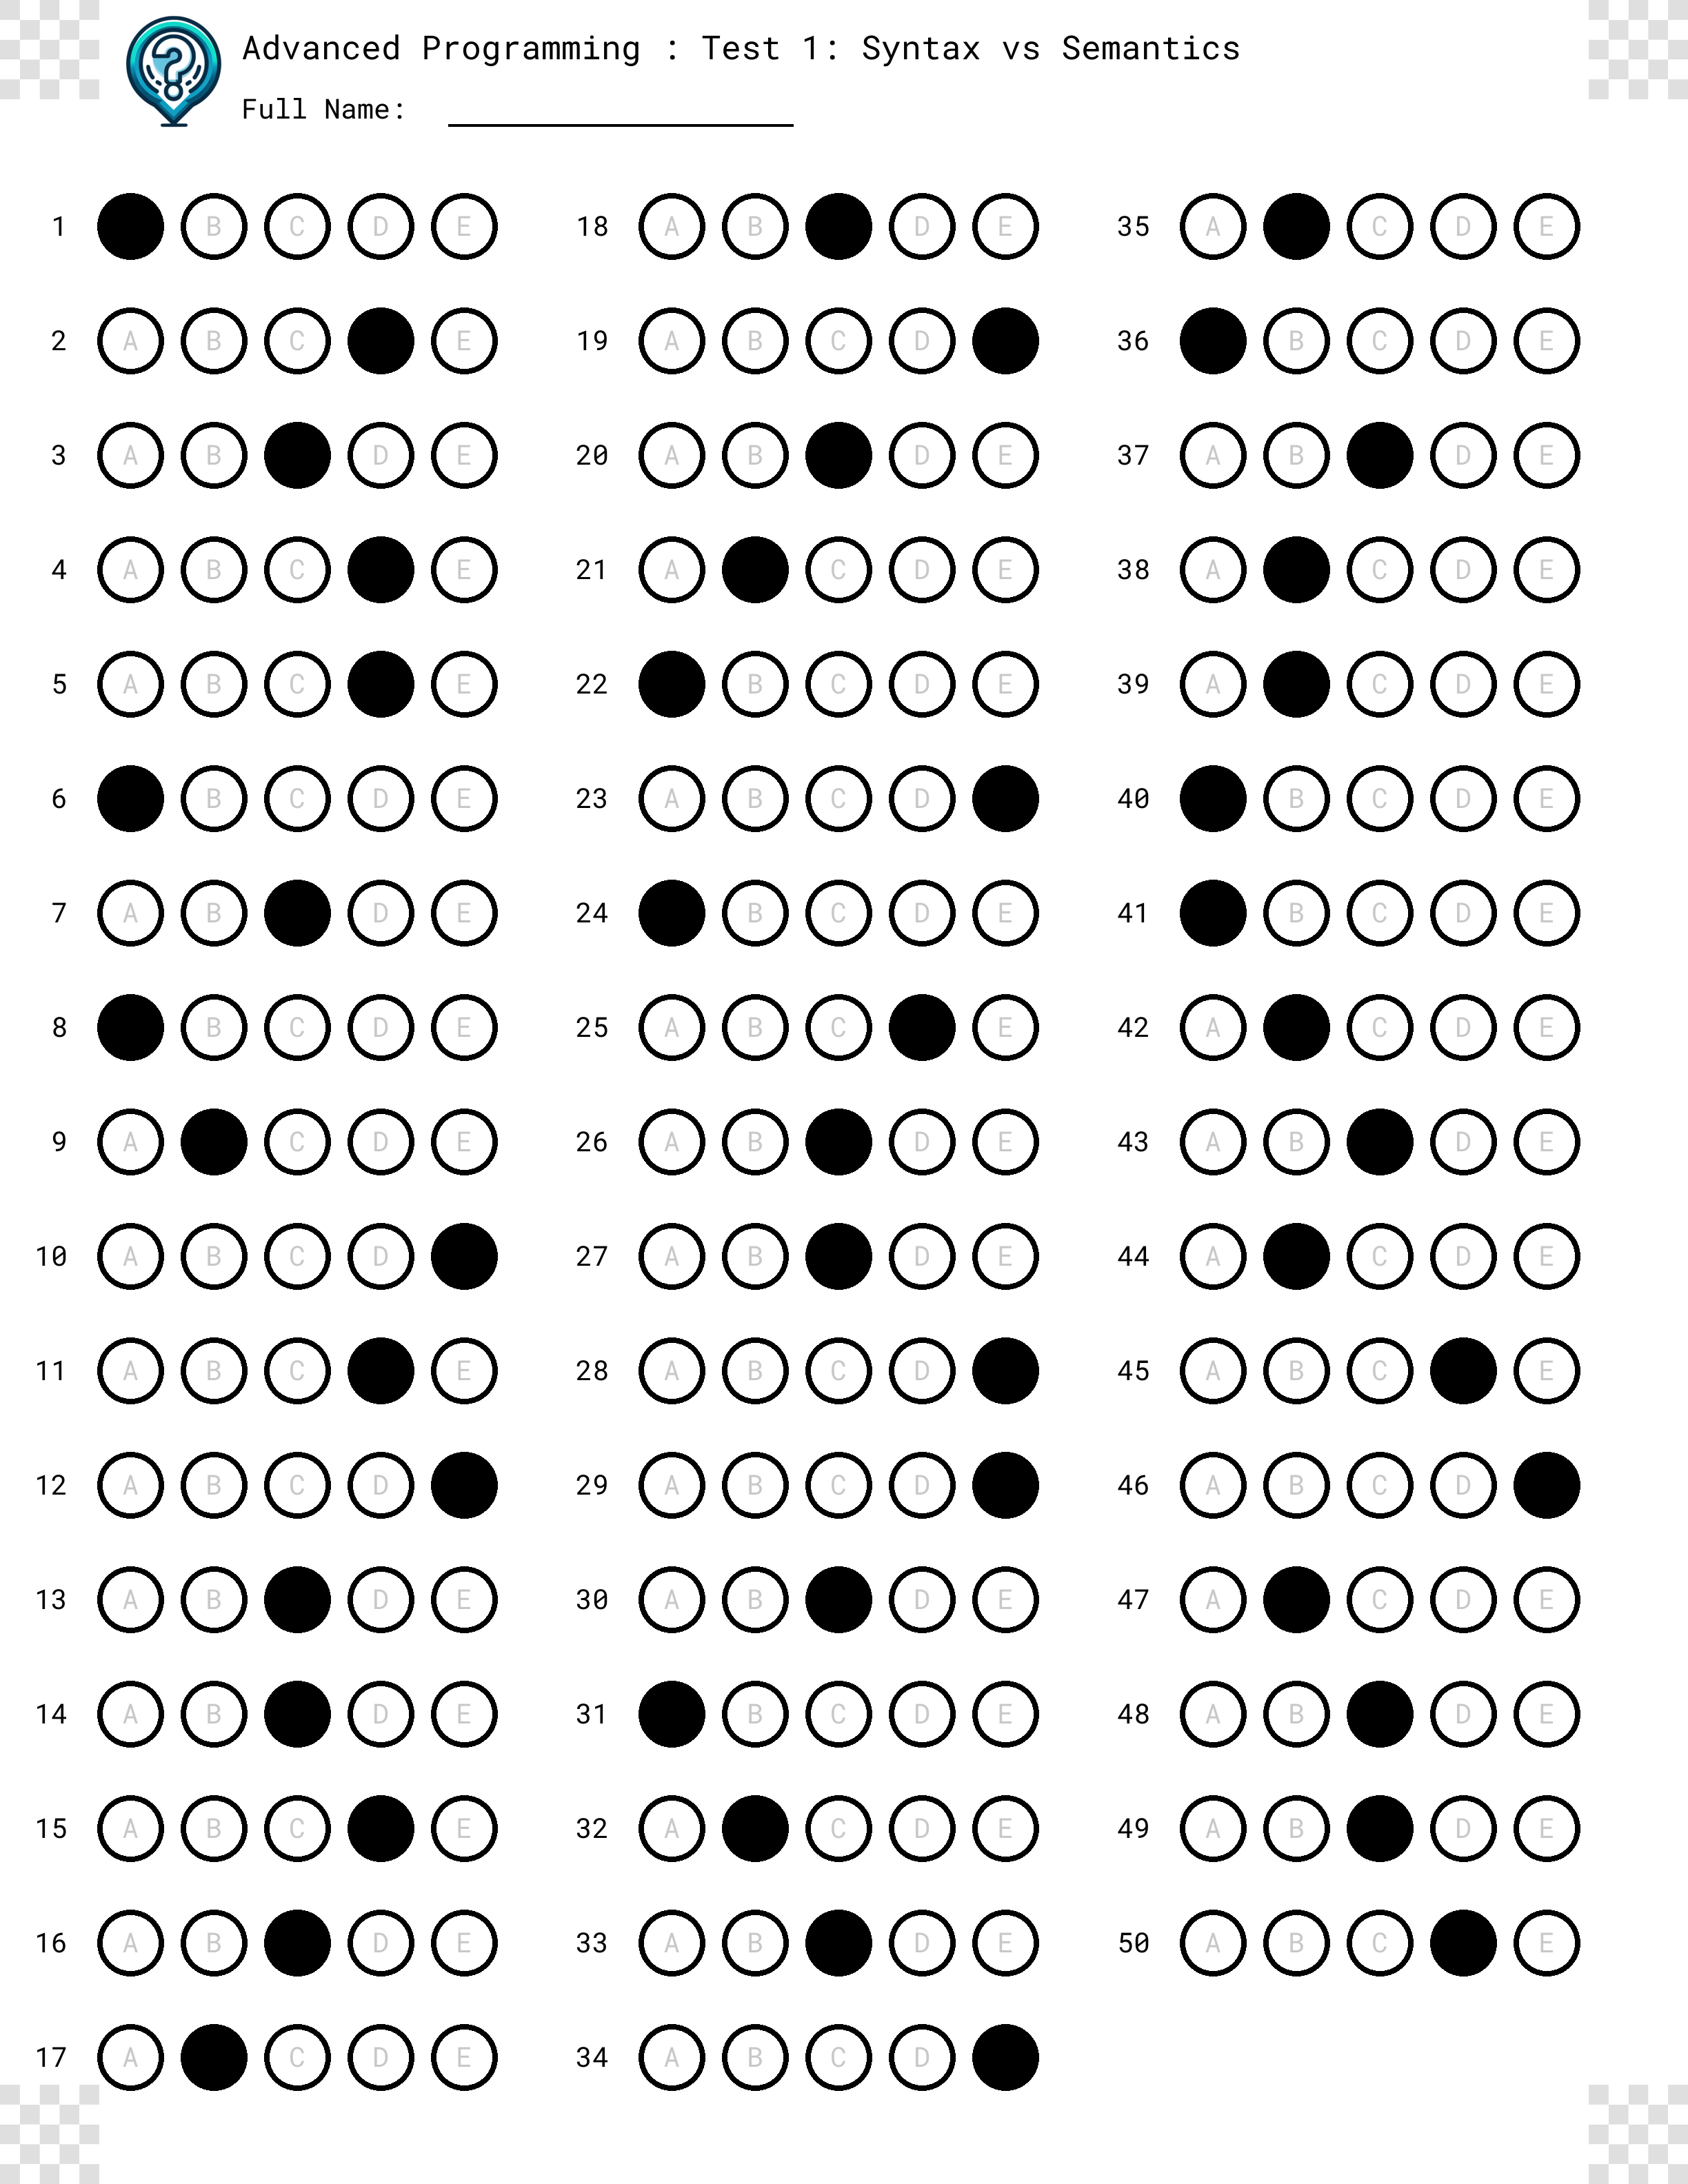 Advanced Programming : Test 1: Syntax vs Semantics
Full Name:
1 B C D E
2 A B C E
3 A B D E
4 A B C E
5 A B C E
6 B C D E
7 A B D E
8 B C D E
9 A C D E
10 A B C D
11 A B C E
12 A B C D
13 A B D E
14 A B D E
15 A B C E
16 A B D E
17 A C D E
18 A B D E
19 A B C D
20 A B D E
21 A C D E
22 B C D E
23 A B C D
24 B C D E
25 A B C E
26 A B D E
27 A B D E
28 A B C D
29 A B C D
30 A B D E
31 B C D E
32 A C D E
33 A B D E
34 A B C D
35 A C D E
36 B C D E
37 A B D E
38 A C D E
39 A C D E
40 B C D E
41 B C D E
42 A C D E
43 A B D E
44 A C D E
45 A B C E
46 A B C D
47 A C D E
48 A B D E
49 A B D E
50 A B C E